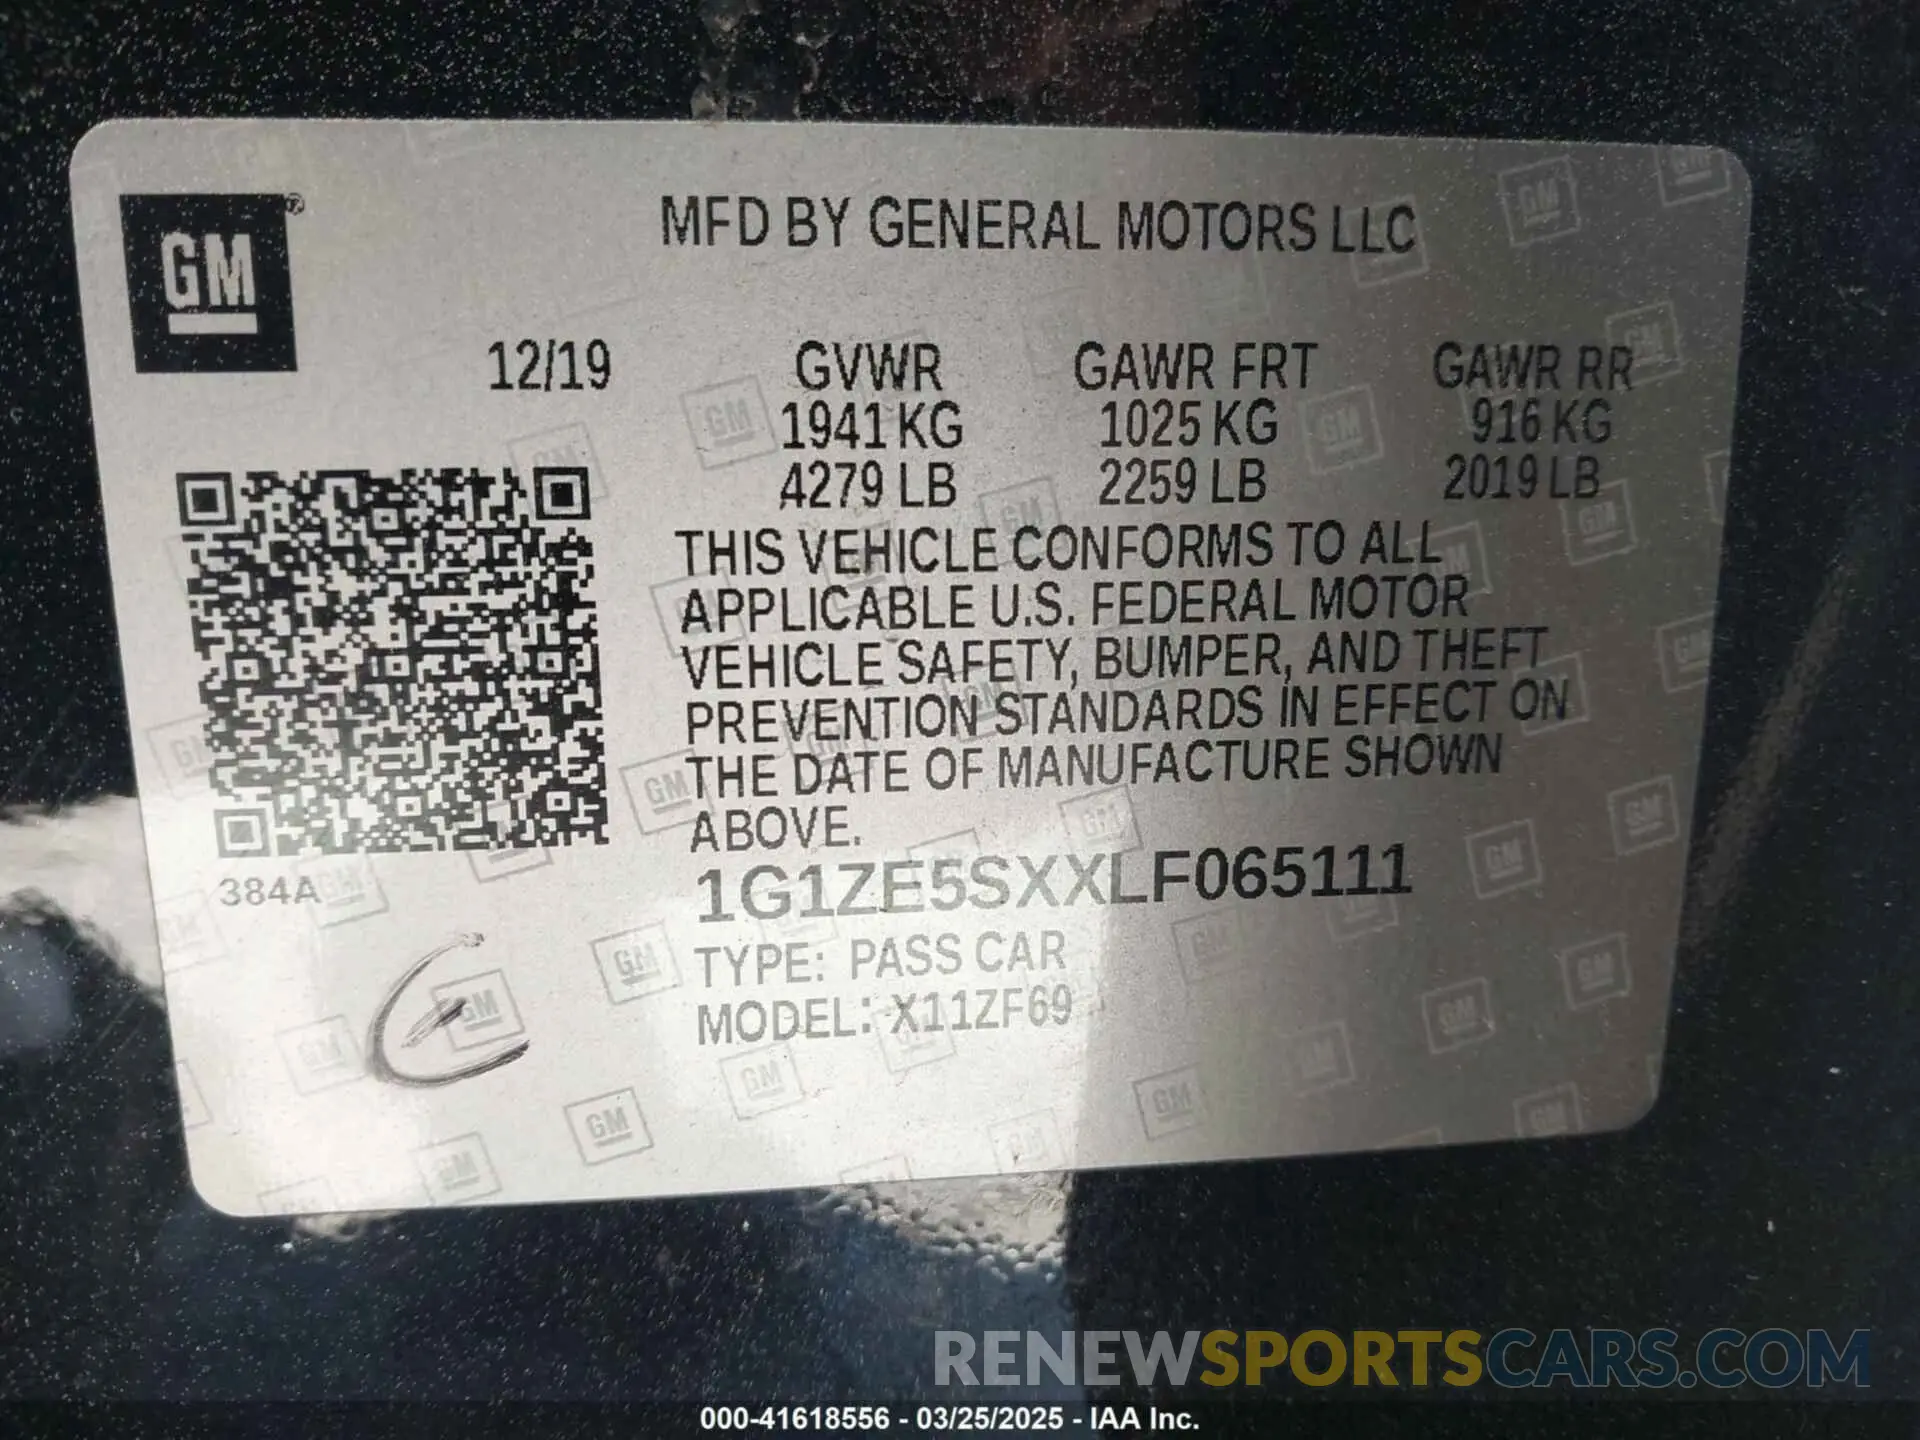 GM
MFD BY GENERAL MOTORS LLC
12/19 GVWR GAWR FRT GAWR RR
1941 KG 1025 KG 916 KG
4279 LB 2259 LB 2019 LB
THIS VEHICLE CONFORMS TO ALL
APPLICABLE U.S. FEDERAL MOTOR
VEHICLE SAFETY, BUMPER, AND THEFT
PREVENTION STANDARDS IN EFFECT ON
THE DATE OF MANUFACTURE SHOWN
ABOVE.
384A
1G1ZE5SXXLF065111
TYPE: PASS CAR
MODEL: X11ZF69
RENEWSPORTSCARS.COM
000-41618556 - 03/25/2025 - IAA Inc.